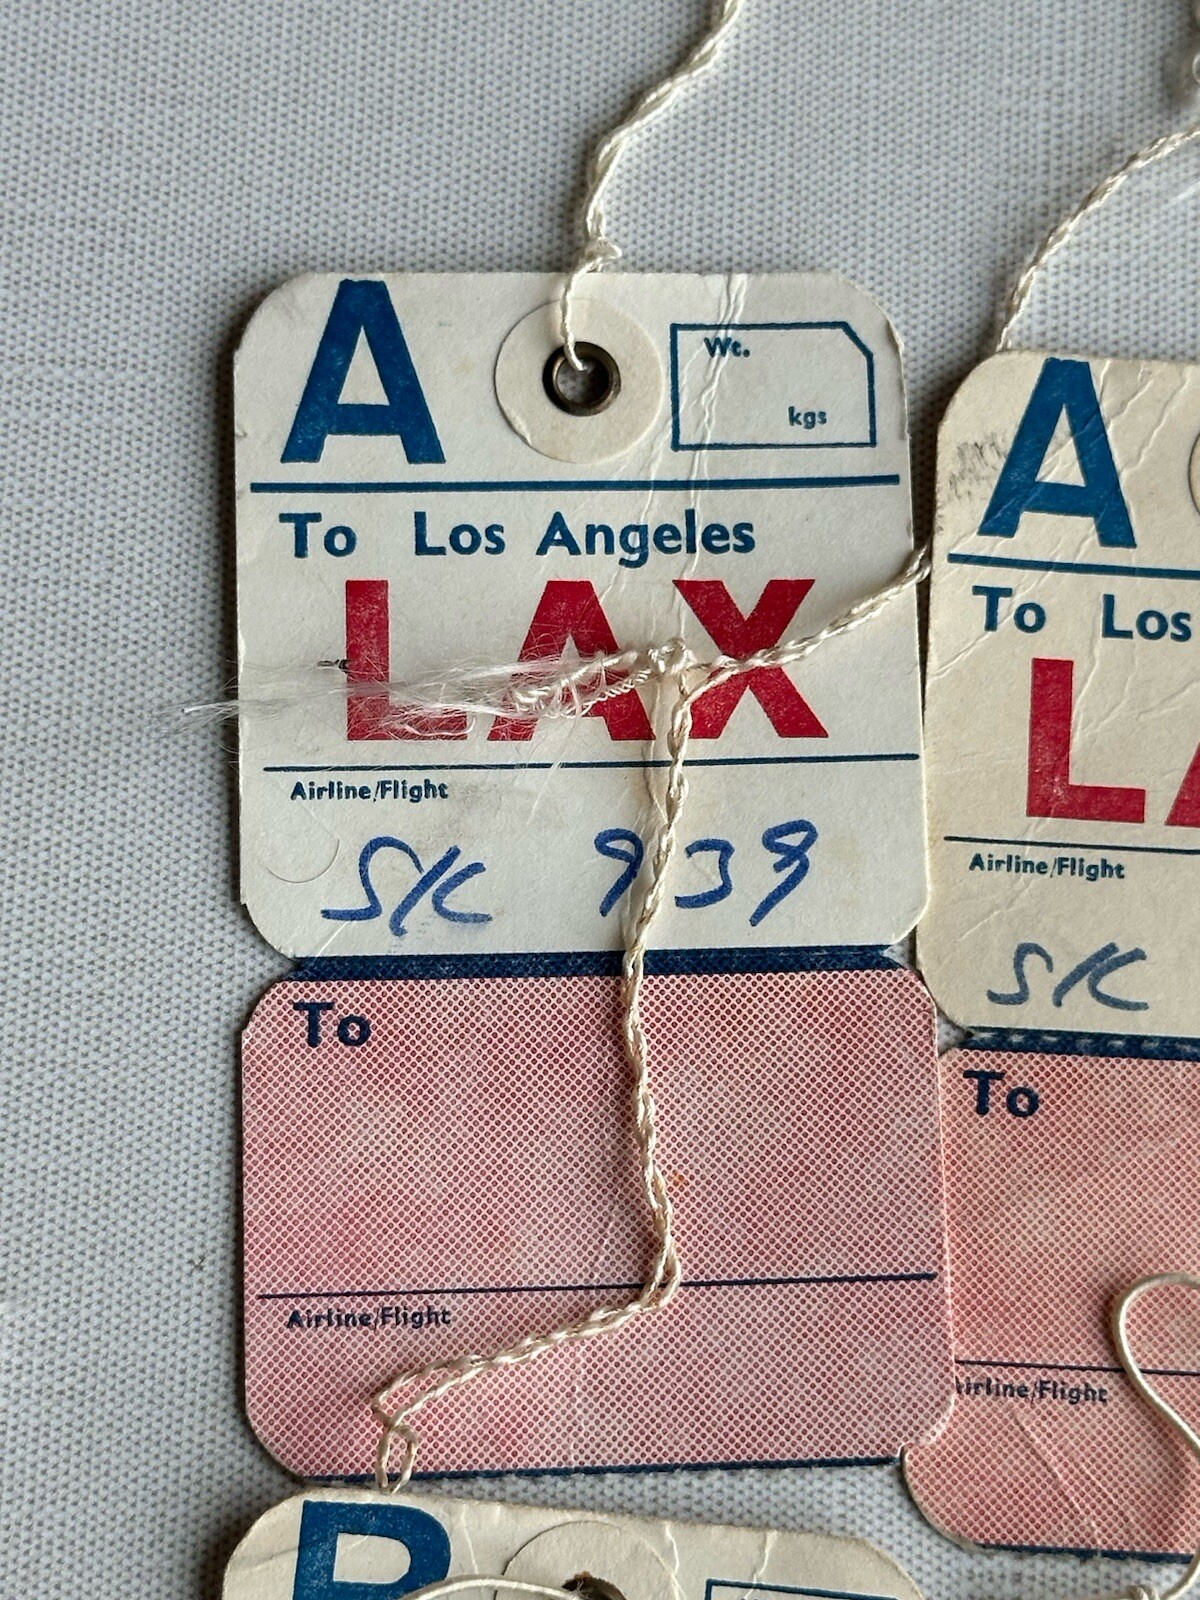 A
Wt.
kgs
To Los Angeles
LAX
Airline/Flight
SK 939
To
Airline/Flight
A
To Los
L
Airline/Flight
SK
To
Airline/Flight